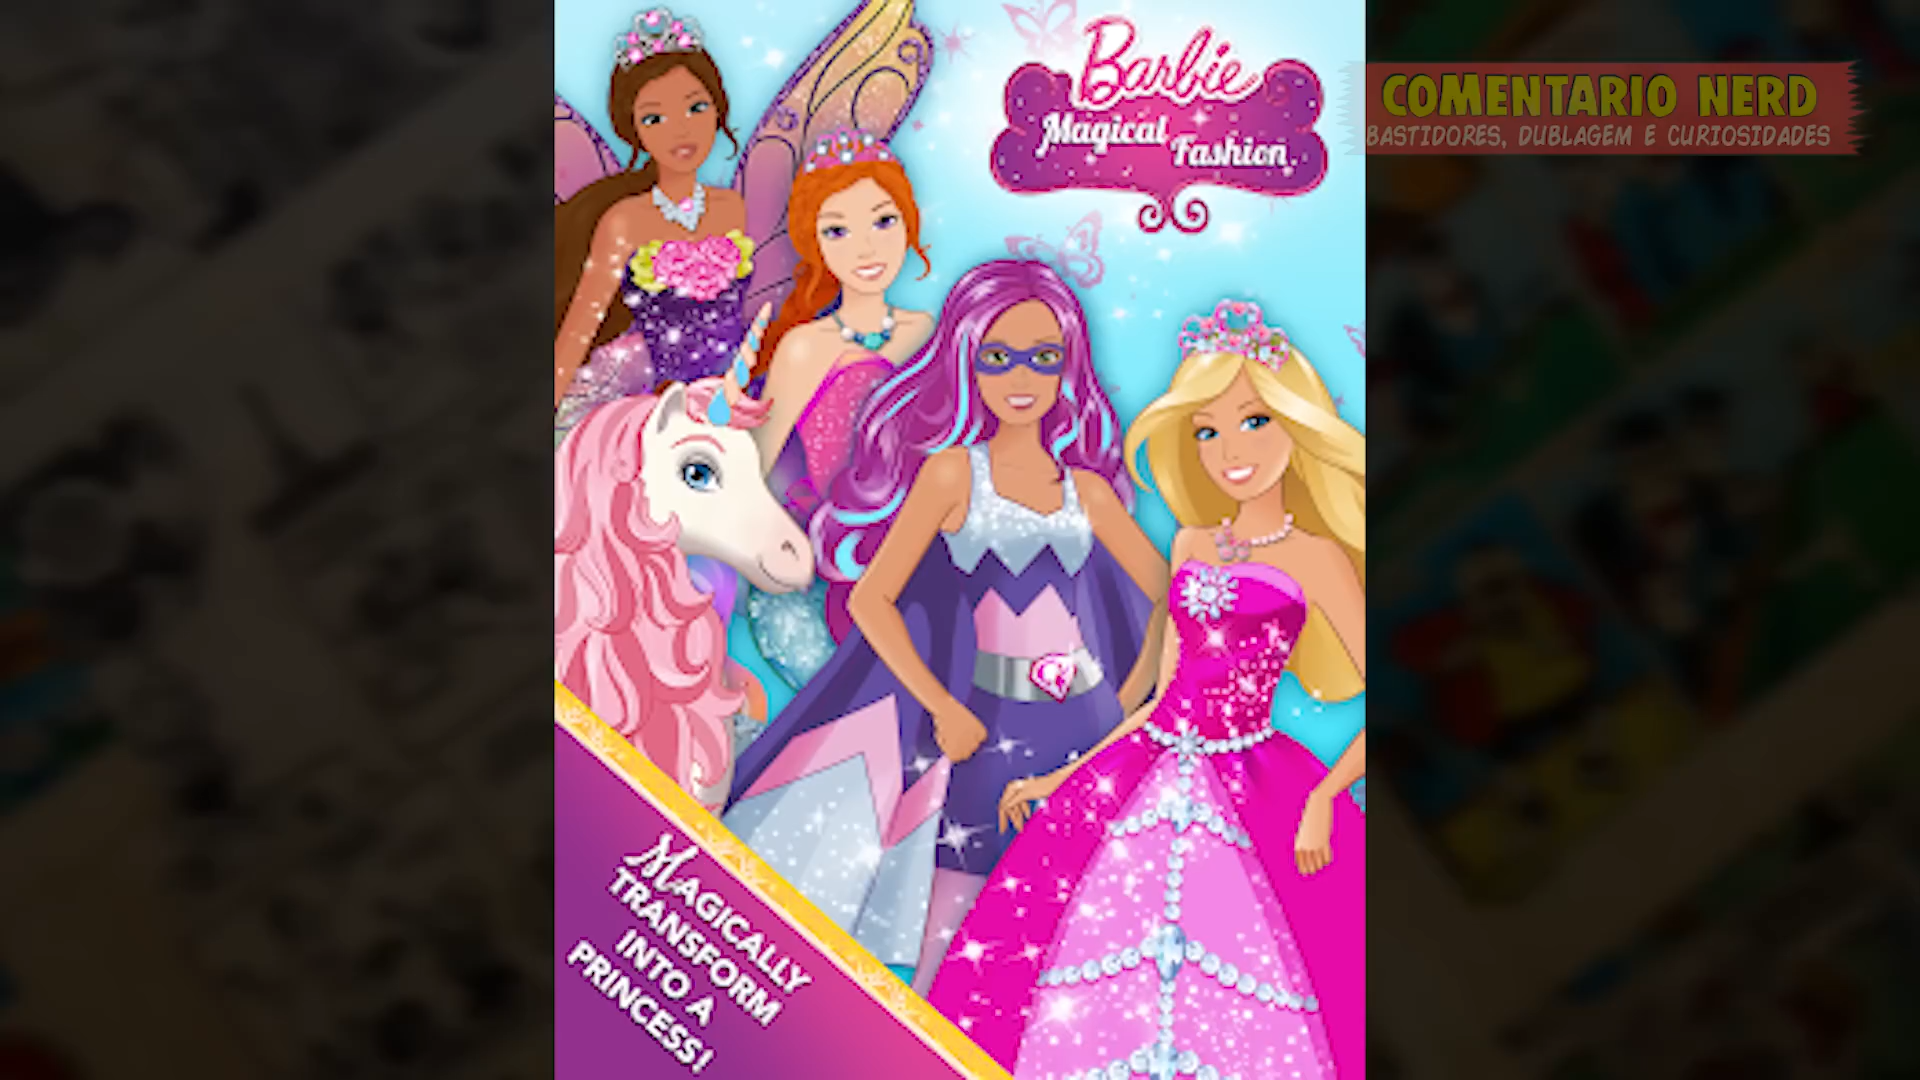 Barbie
Magical
Fashion
COMENTARIO NERD
BASTIDORES, DUBLAGEM E CURIOSIDADES
MAGICALLY
TRANSFORM
INTO A
PRINCESS!